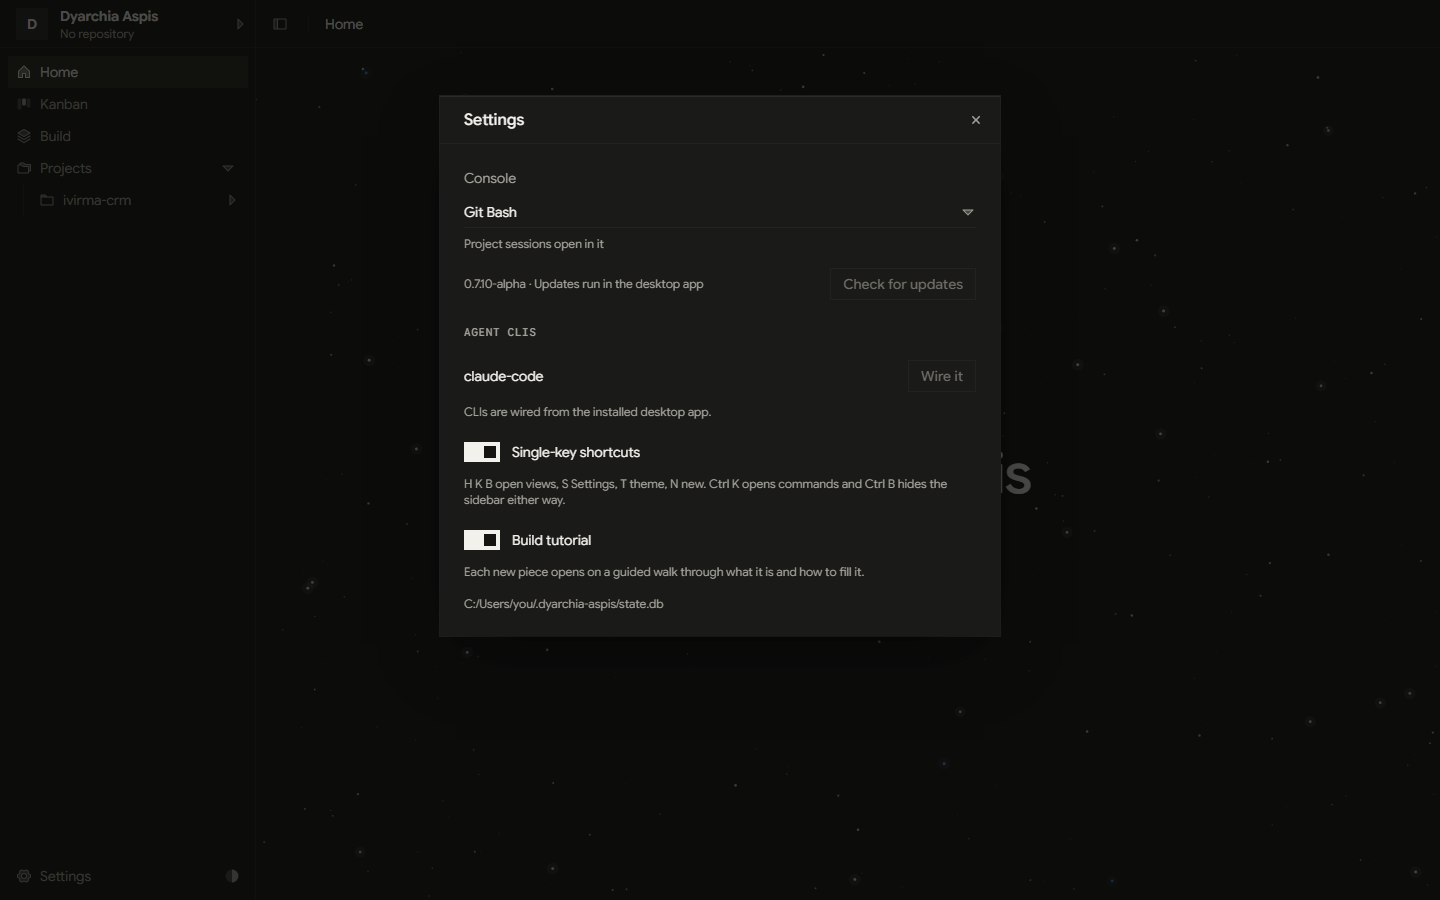 D
Dyarchia Aspis
No repository
Home
Home
Kanban
Build
Projects
ivirma-crm
Settings
Console
Git Bash
Project sessions open in it
0.7.10-alpha · Updates run in the desktop app
Check for updates
AGENT CLIS
claude-code
Wire it
CLIs are wired from the installed desktop app.
Single-key shortcuts
H K B open views, S Settings, T theme, N new. Ctrl K opens commands and Ctrl B hides the
sidebar either way.
is
Build tutorial
Each new piece opens on a guided walk through what it is and how to fill it.
C:/Users/you/.dyarchia-aspis/state.db
Settings